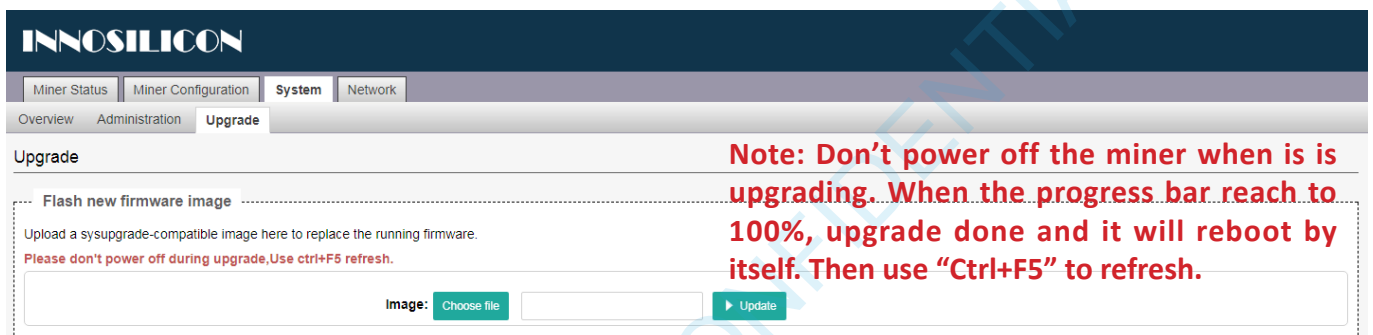 INNOSILICON
Miner Status Miner Configuration System Network
Overview Administration Upgrade
Upgrade
Note: Don’t power off the miner when is is
upgrading. When the progress bar reach to
100%, upgrade done and it will reboot by
itself. Then use “Ctrl+F5” to refresh.
Flash new firmware image
Upload a sysupgrade-compatible image here to replace the running firmware.
Please don't power off during upgrade,Use ctrl+F5 refresh.
Image: Choose file Update